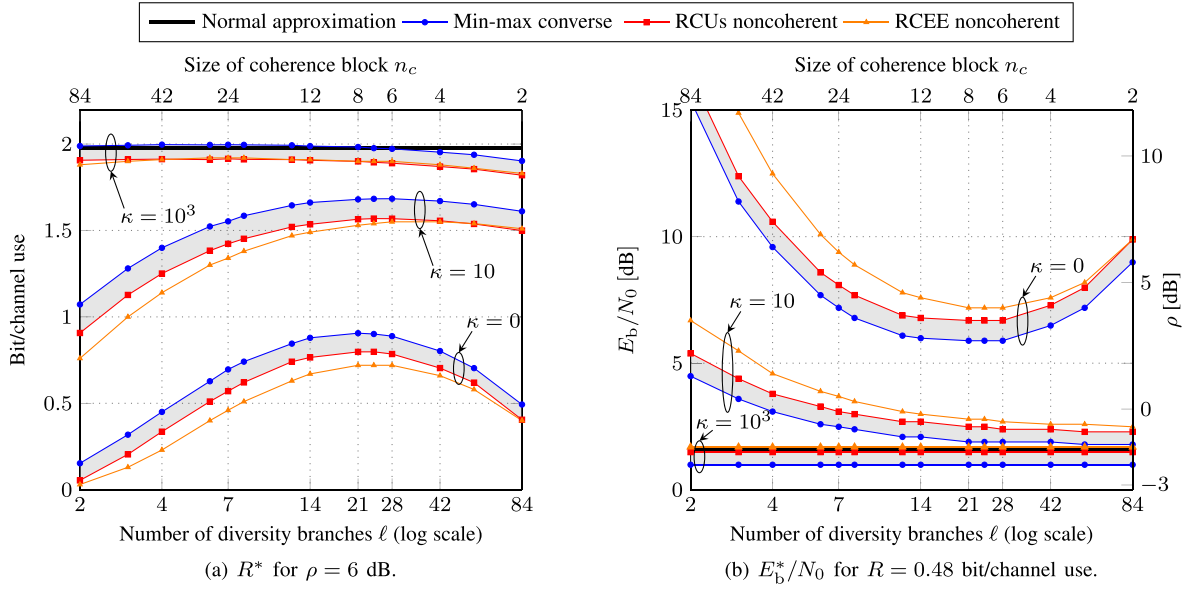 Normal approximation Min-max converse RCUs noncoherent RCEE noncoherent
Size of coherence block n_c
84 42 24 12 8 6 4 2
2
1.5
1
0.5
0
Bit/channel use
κ = 10³
κ = 10
κ = 0
2 4 7 14 21 28 42 84
Number of diversity branches ℓ (log scale)
(a) R* for ρ = 6 dB.
Size of coherence block n_c
84 42 24 12 8 6 4 2
15
10
5
0
E_b/N_0 [dB]
κ = 0
κ = 10
κ = 10³
10
5
0
−3
ρ [dB]
2 4 7 14 21 28 42 84
Number of diversity branches ℓ (log scale)
(b) E_b*/N_0 for R = 0.48 bit/channel use.